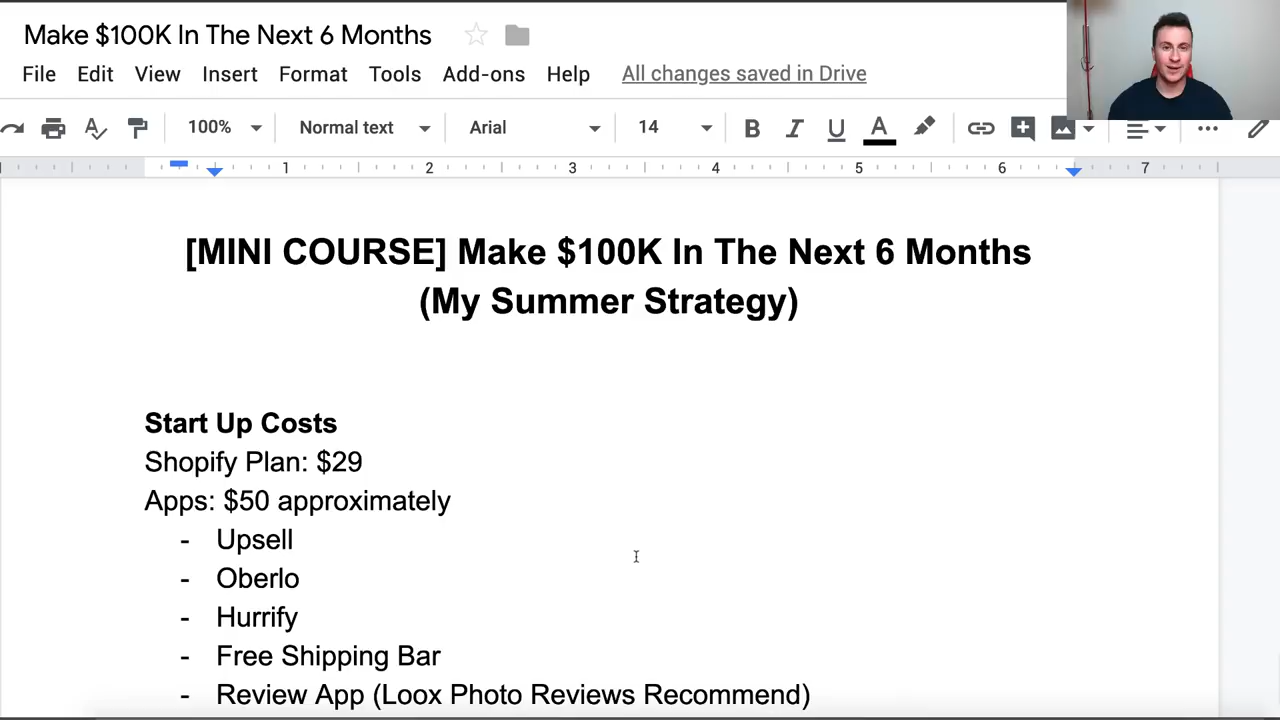 Make $100K In The Next 6 Months
File Edit View Insert Format Tools Add-ons Help All changes saved in Drive
100% Normal text Arial 14 B I U A
1 2 3 4 5 6 7
[MINI COURSE] Make $100K In The Next 6 Months
(My Summer Strategy)
Start Up Costs
Shopify Plan: $29
Apps: $50 approximately
- Upsell
- Oberlo
- Hurrify
- Free Shipping Bar
- Review App (Loox Photo Reviews Recommend)